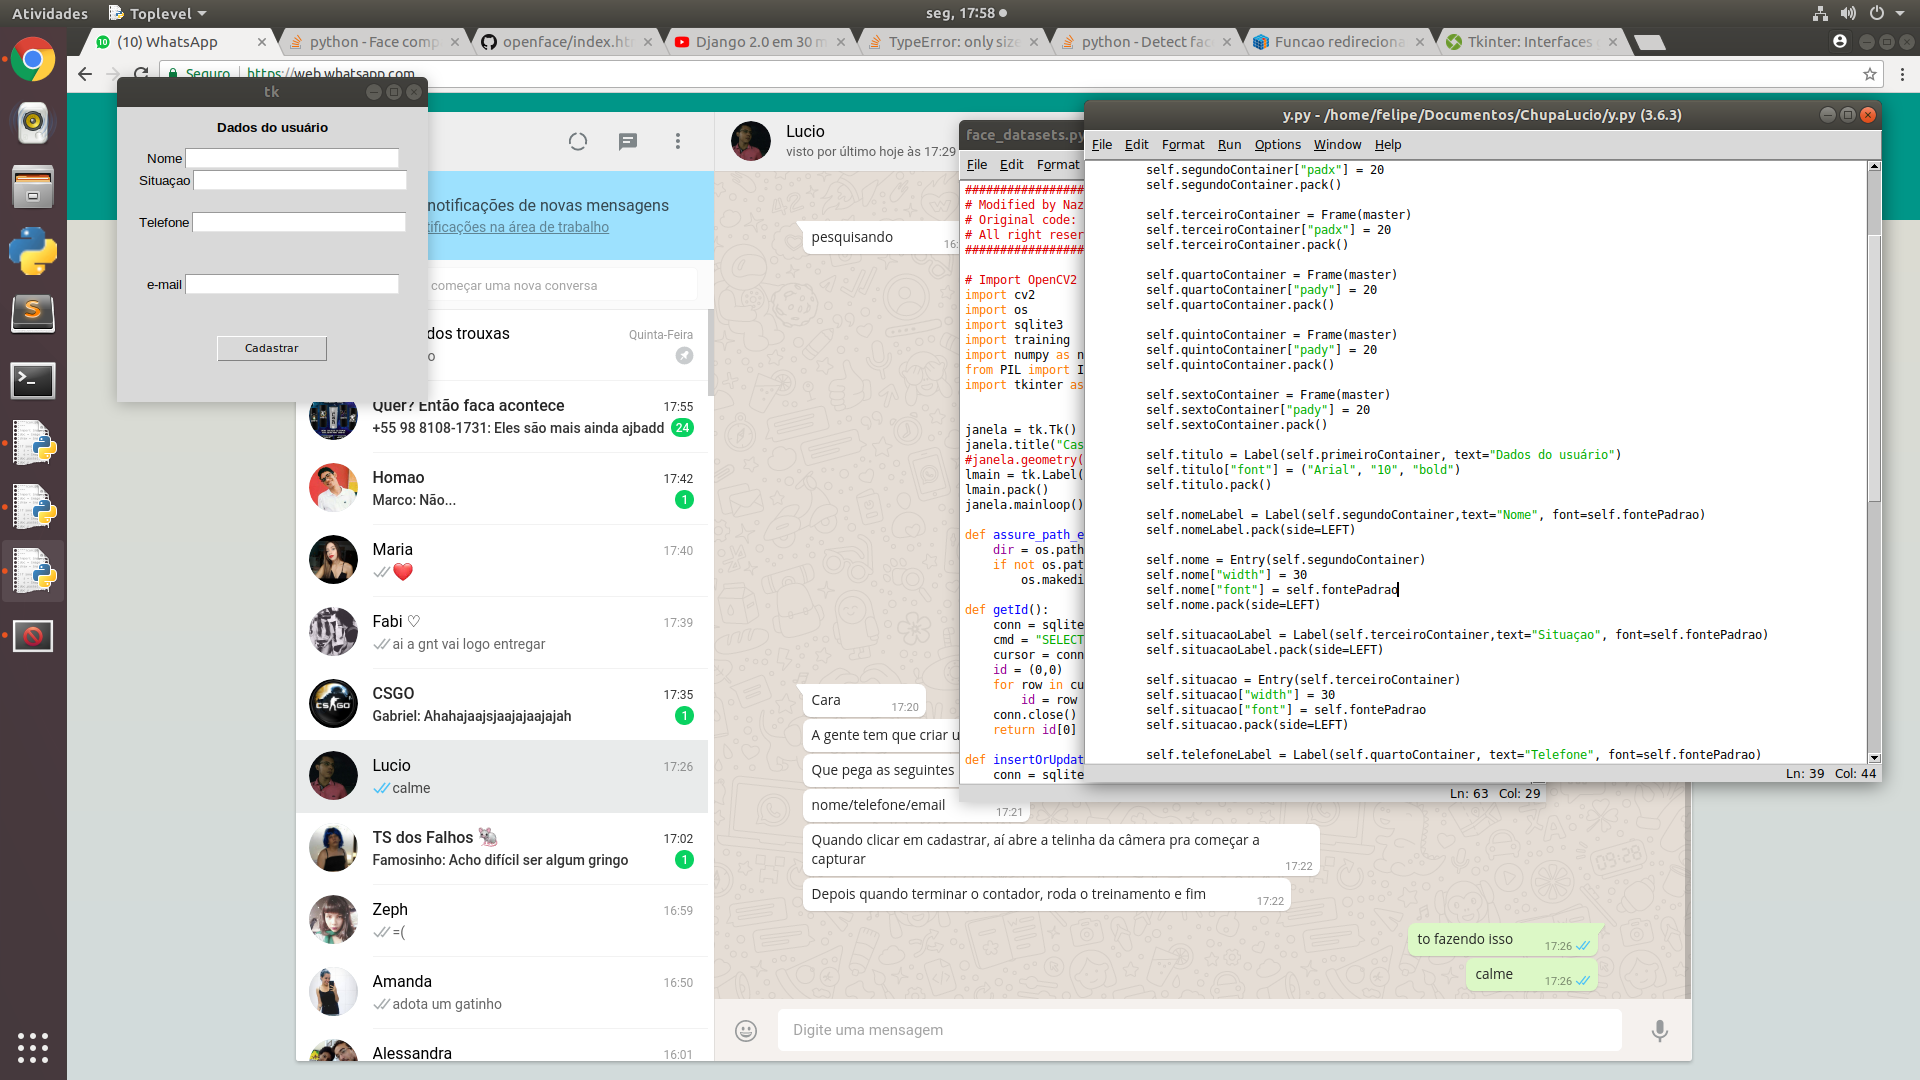 Atividades
Toplevel
seg, 17:58
(10) WhatsApp
python - Face comp
openface/index.htm
Django 2.0 em 30 m
TypeError: only size
python - Detect fac
Funcao redireciona
Tkinter: Interfaces
Seguro
https://web.whatsapp.com
tk
Dados do usuário
Nome
Situaçao
Telefone
e-mail
Cadastrar
notificações de novas mensagens
tificações na área de trabalho
começar uma nova conversa
dos trouxas
Quinta-Feira
o
Quer? Então faca acontece
17:55
+55 98 8108-1731: Eles são mais ainda ajbadd
24
Homao
17:42
Marco: Não...
1
Maria
17:40
Fabi ♡
17:39
ai a gnt vai logo entregar
CSGO
17:35
Gabriel: Ahahajaajsjaajajaajajah
1
Lucio
17:26
calme
TS dos Falhos
17:02
Famosinho: Acho difícil ser algum gringo
1
Zeph
16:59
=(
Amanda
16:50
adota um gatinho
Alessandra
16:01
Lucio
visto por último hoje às 17:29
pesquisando
16:
Cara
17:20
A gente tem que criar u
Que pega as seguintes
nome/telefone/email
17:21
Quando clicar em cadastrar, aí abre a telinha da câmera pra começar a
capturar
17:22
Depois quando terminar o contador, roda o treinamento e fim
17:22
to fazendo isso
17:26
calme
17:26
Digite uma mensagem
face_datasets.py
File Edit Format
#################
# Modified by Naz
# Original code:
# All right reser
#################
# Import OpenCV2
import cv2
import os
import sqlite3
import training
import numpy as n
from PIL import I
import tkinter as
janela = tk.Tk()
janela.title("Cas
#janela.geometry(
lmain = tk.Label(
lmain.pack()
janela.mainloop()
def assure_path_e
dir = os.path
if not os.pat
os.makedi
def getId():
conn = sqlite
cmd = "SELECT
cursor = conn
id = (0,0)
for row in cu
id = row
conn.close()
return id[0]
def insertOrUpdat
conn = sqlite
Ln: 63 Col: 29
y.py - /home/felipe/Documentos/ChupaLucio/y.py (3.6.3)
File Edit Format Run Options Window Help
self.segundoContainer["padx"] = 20
self.segundoContainer.pack()
self.terceiroContainer = Frame(master)
self.terceiroContainer["padx"] = 20
self.terceiroContainer.pack()
self.quartoContainer = Frame(master)
self.quartoContainer["pady"] = 20
self.quartoContainer.pack()
self.quintoContainer = Frame(master)
self.quintoContainer["pady"] = 20
self.quintoContainer.pack()
self.sextoContainer = Frame(master)
self.sextoContainer["pady"] = 20
self.sextoContainer.pack()
self.titulo = Label(self.primeiroContainer, text="Dados do usuário")
self.titulo["font"] = ("Arial", "10", "bold")
self.titulo.pack()
self.nomeLabel = Label(self.segundoContainer,text="Nome", font=self.fontePadrao)
self.nomeLabel.pack(side=LEFT)
self.nome = Entry(self.segundoContainer)
self.nome["width"] = 30
self.nome["font"] = self.fontePadrao
self.nome.pack(side=LEFT)
self.situacaoLabel = Label(self.terceiroContainer,text="Situaçao", font=self.fontePadrao)
self.situacaoLabel.pack(side=LEFT)
self.situacao = Entry(self.terceiroContainer)
self.situacao["width"] = 30
self.situacao["font"] = self.fontePadrao
self.situacao.pack(side=LEFT)
self.telefoneLabel = Label(self.quartoContainer, text="Telefone", font=self.fontePadrao)
Ln: 39 Col: 44